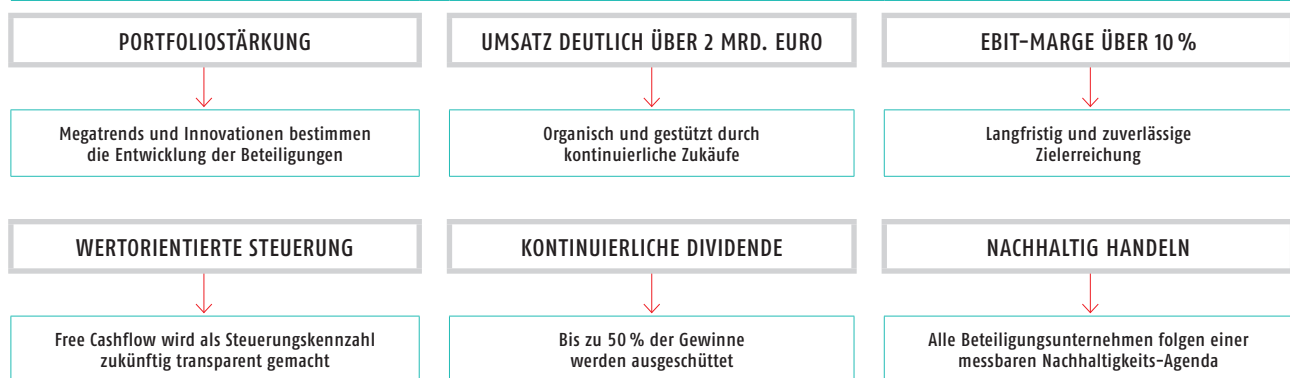 PORTFOLIOSTÄRKUNG
Megatrends und Innovationen bestimmen
die Entwicklung der Beteiligungen
UMSATZ DEUTLICH ÜBER 2 MRD. EURO
Organisch und gestützt durch
kontinuierliche Zukäufe
EBIT-MARGE ÜBER 10 %
Langfristig und zuverlässige
Zielerreichung
WERTORIENTIERTE STEUERUNG
Free Cashflow wird als Steuerungskennzahl
zukünftig transparent gemacht
KONTINUIERLICHE DIVIDENDE
Bis zu 50 % der Gewinne
werden ausgeschüttet
NACHHALTIG HANDELN
Alle Beteiligungsunternehmen folgen einer
messbaren Nachhaltigkeits-Agenda